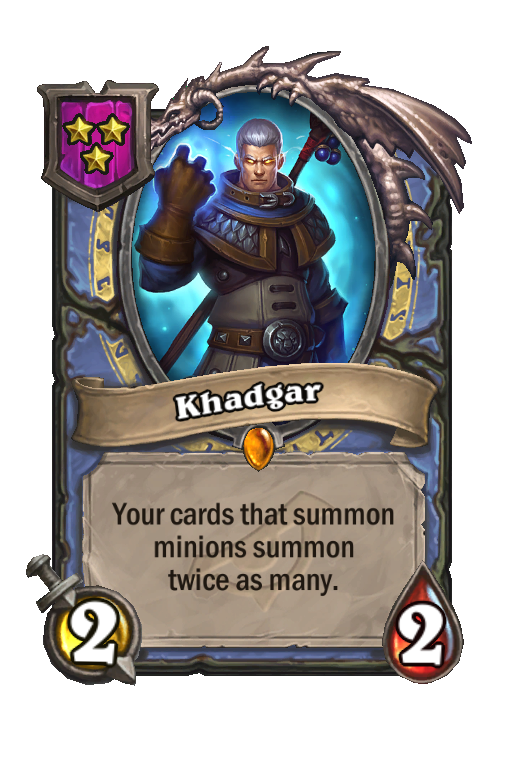 Khadgar
Your cards that summon
minions summon
twice as many.
2
2